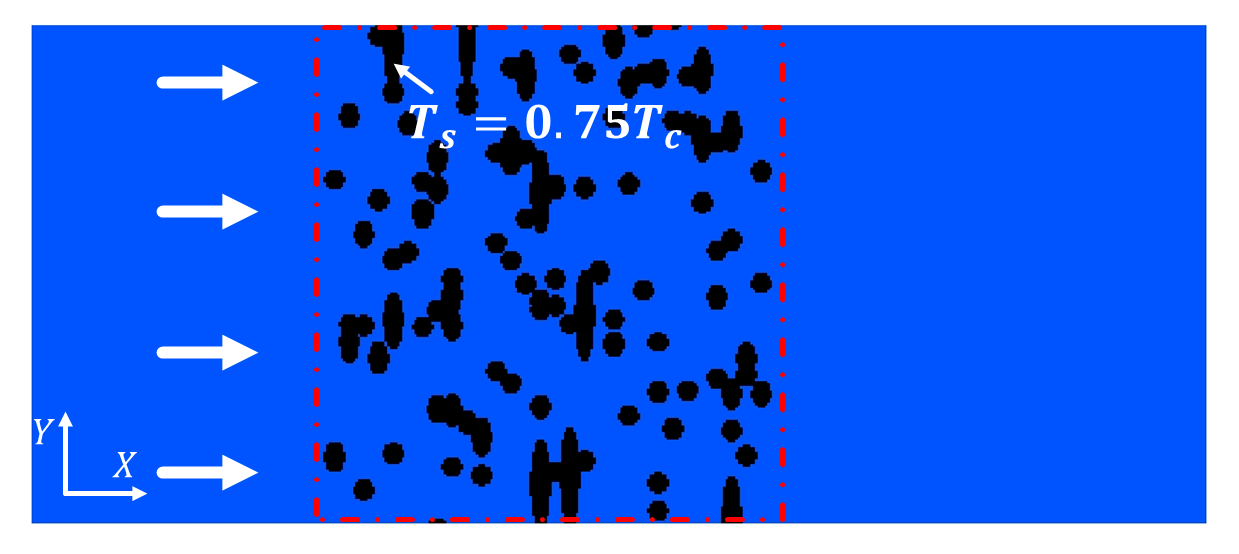 T_s = 0.75T_c
Y
X